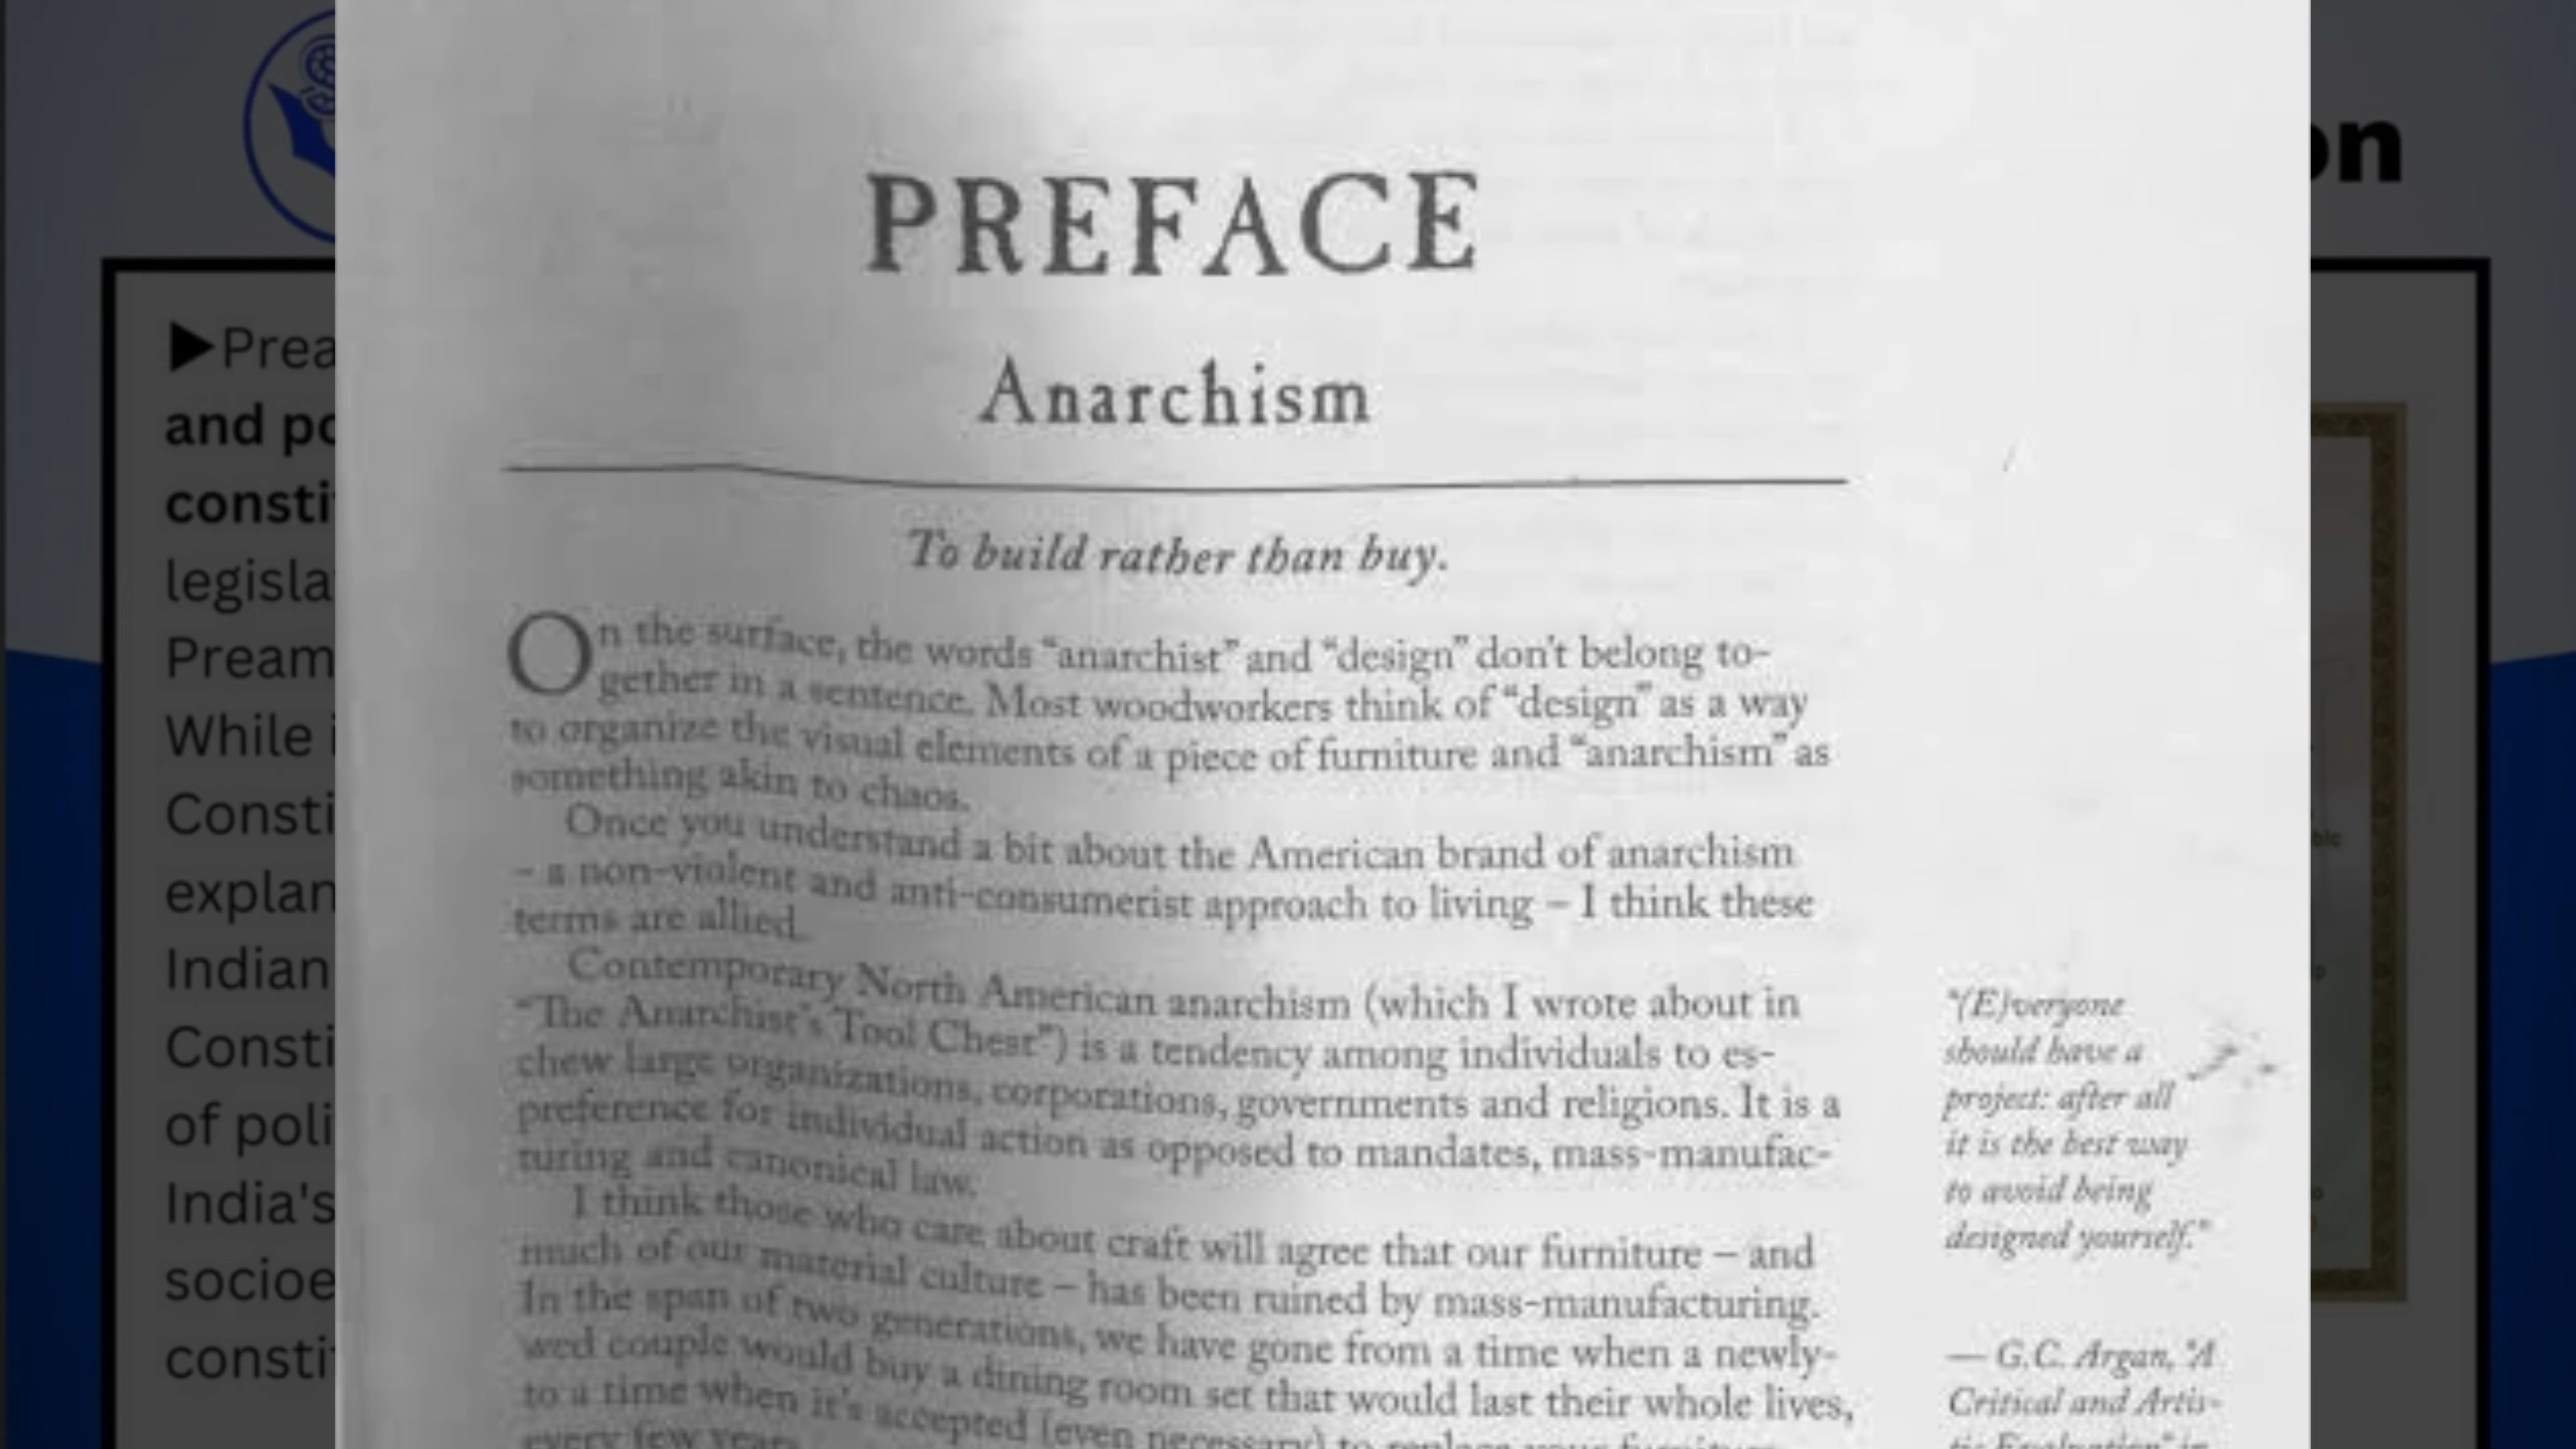 on
▶Prea
and po
consti
legisla
Pream
While i
Consti
explan
Indian
Consti
of poli
India's
socioe
consti
PREFACE
Anarchism
To build rather than buy.
On the surface, the words “anarchist” and “design” don't belong to-
gether in a sentence. Most woodworkers think of “design” as a way
to organize the visual elements of a piece of furniture and “anarchism” as
something akin to chaos.
Once you understand a bit about the American brand of anarchism
– a non-violent and anti-consumerist approach to living – I think these
terms are allied.
Contemporary North American anarchism (which I wrote about in
“The Anarchist's Tool Chest”) is a tendency among individuals to es-
chew large organizations, corporations, governments and religions. It is a
preference for individual action as opposed to mandates, mass-manufac-
turing and canonical law.
I think those who care about craft will agree that our furniture – and
much of our material culture – has been ruined by mass-manufacturing.
In the span of two generations, we have gone from a time when a newly-
wed couple would buy a dining room set that would last their whole lives,
to a time when it's accepted (even necessary) to replace your
every few years
“(E)veryone
should have a
project: after all
it is the best way
to avoid being
designed yourself.”
— G.C. Argan, “A
Critical and Artis-